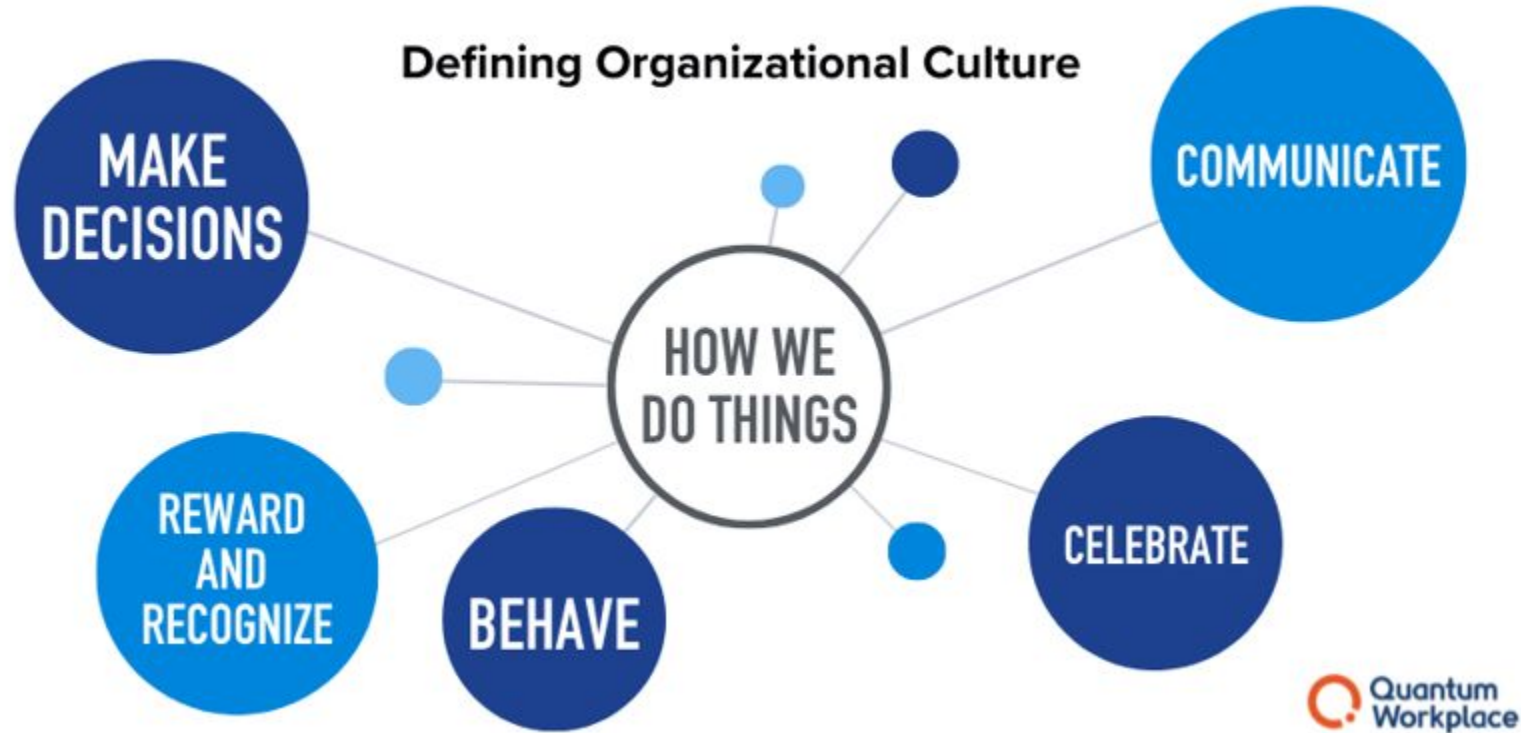 Defining Organizational Culture
MAKE
DECISIONS
COMMUNICATE
HOW WE
DO THINGS
REWARD
AND
RECOGNIZE
BEHAVE
CELEBRATE
Quantum
Workplace